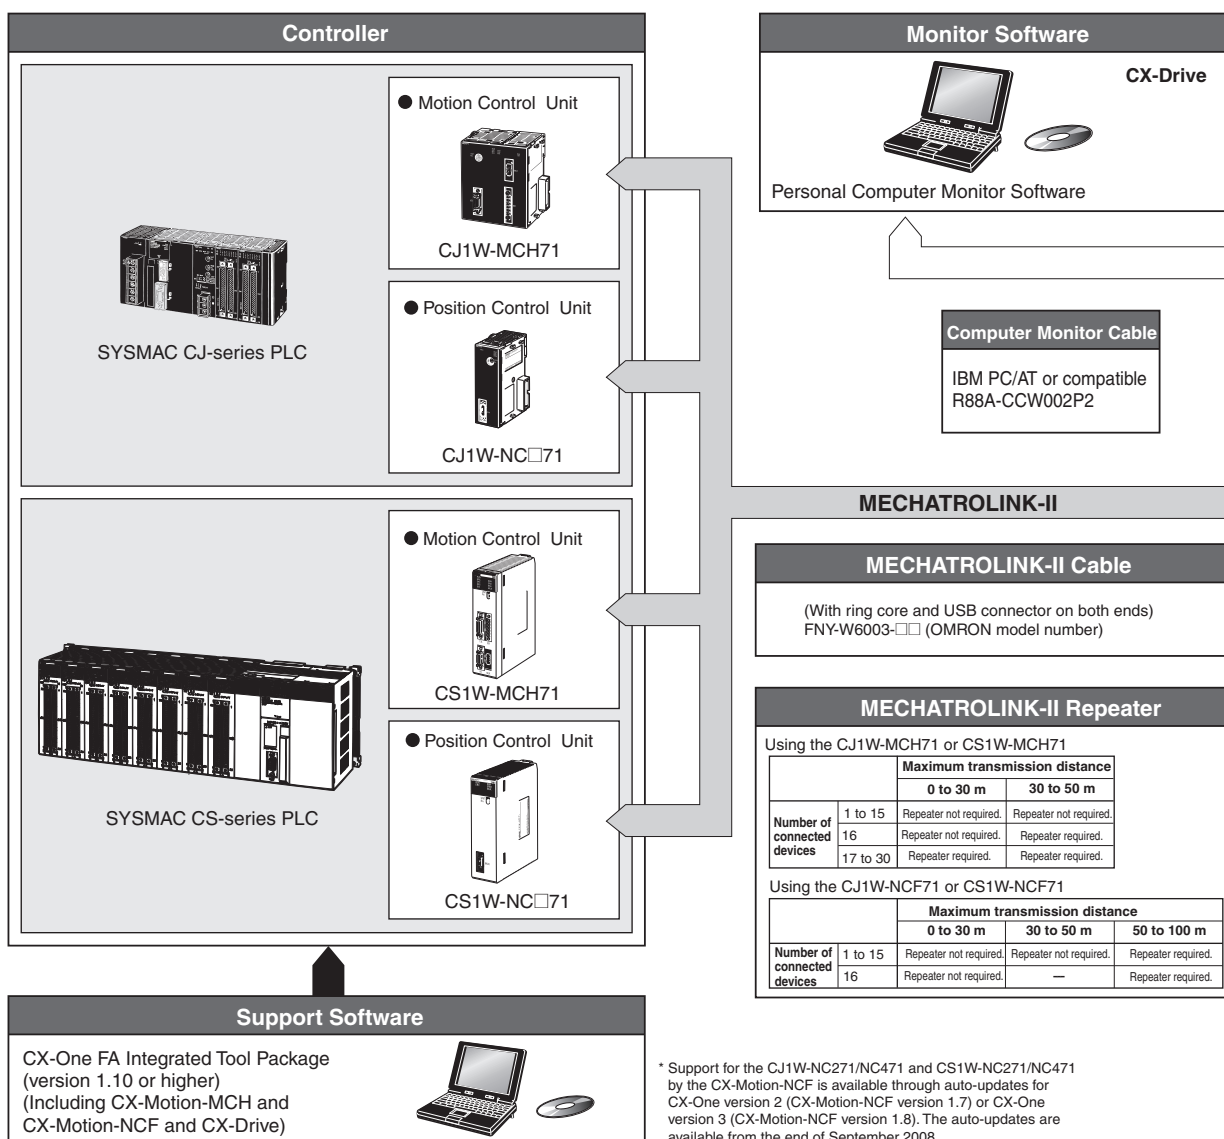 Controller
● Motion Control Unit
CJ1W-MCH71
SYSMAC CJ-series PLC
● Position Control Unit
CJ1W-NC□71
● Motion Control Unit
CS1W-MCH71
SYSMAC CS-series PLC
● Position Control Unit
CS1W-NC□71
Support Software
CX-One FA Integrated Tool Package
(version 1.10 or higher)
(Including CX-Motion-MCH and
CX-Motion-NCF and CX-Drive)
Monitor Software
CX-Drive
Personal Computer Monitor Software
Computer Monitor Cable
IBM PC/AT or compatible
R88A-CCW002P2
MECHATROLINK-II
MECHATROLINK-II Cable
(With ring core and USB connector on both ends)
FNY-W6003-□□ (OMRON model number)
MECHATROLINK-II Repeater
Using the CJ1W-MCH71 or CS1W-MCH71
Maximum transmission distance
0 to 30 m 30 to 50 m
Number of connected devices
1 to 15 Repeater not required. Repeater not required.
16 Repeater not required. Repeater required.
17 to 30 Repeater required. Repeater required.
Using the CJ1W-NCF71 or CS1W-NCF71
Maximum transmission distance
0 to 30 m 30 to 50 m 50 to 100 m
Number of connected devices
1 to 15 Repeater not required. Repeater not required. Repeater required.
16 Repeater not required. — Repeater required.
* Support for the CJ1W-NC271/NC471 and CS1W-NC271/NC471
by the CX-Motion-NCF is available through auto-updates for
CX-One version 2 (CX-Motion-NCF version 1.7) or CX-One
version 3 (CX-Motion-NCF version 1.8). The auto-updates are
available from the end of September 2008.